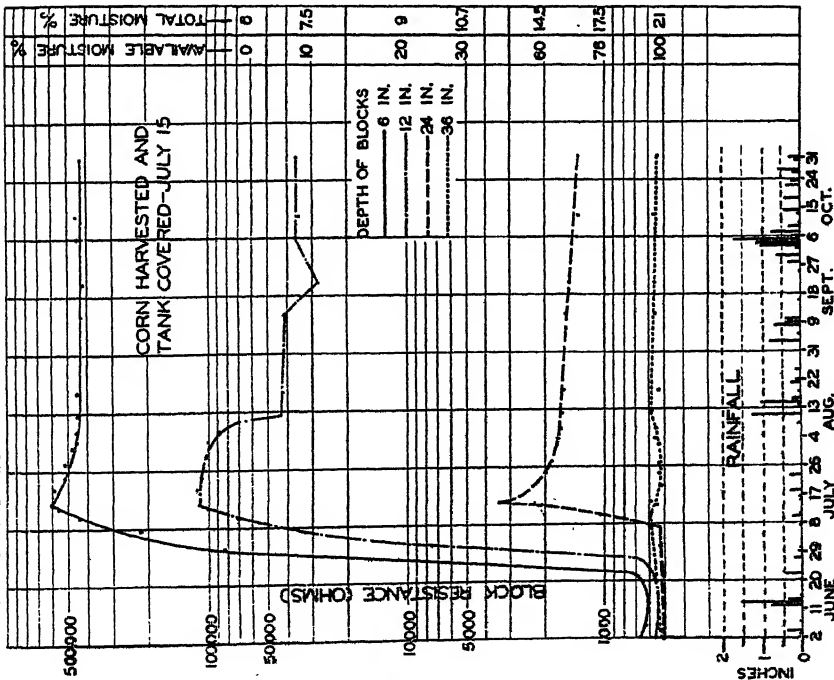 CORN HARVESTED AND
TANK COVERED-JULY 15
AVAILABLE MOISTURE %
TOTAL MOISTURE %
0 6
10 7.5
20 9
30 10.7
60 14.5
78 17.5
100 21
DEPTH OF BLOCKS
6 IN.
12 IN.
24 IN.
36 IN.
BLOCK RESISTANCE (OHMS)
500,000
100,000
50,000
10,000
5,000
1,000
RAINFALL
INCHES
2
1
0
2 11 20 29 8 17 26 4 13 22 31 9 18 27 6 15 24 31
JUNE JULY AUG. SEPT. OCT.